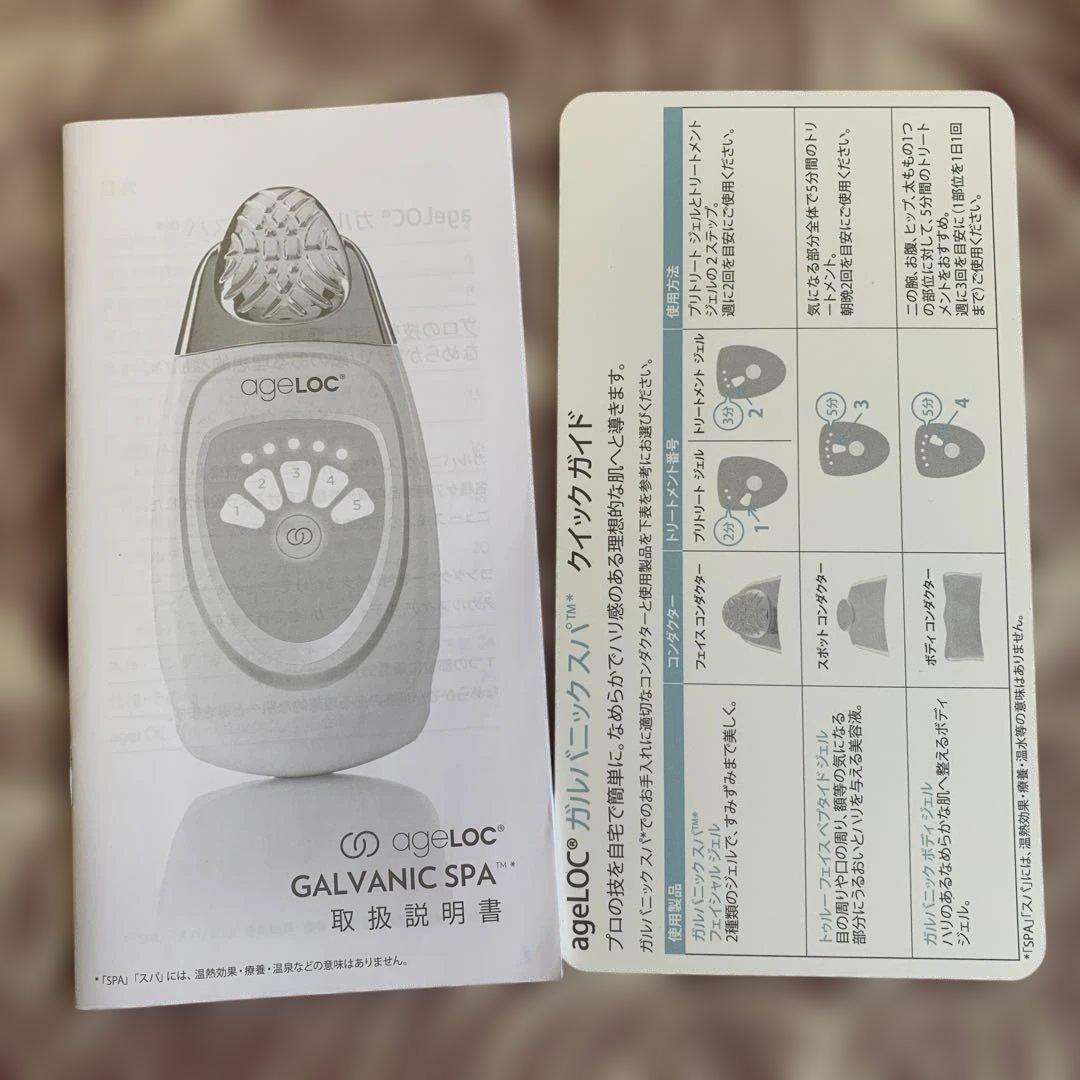 ageLOC®
1
2
3
4
5
ageLOC®
GALVANIC SPA™*
取扱説明書
*「SPA」「スパ」には、温熱効果・療養・温泉などの意味はありません。
ageLOC® ガルバニック スパ™* クイック ガイド
プロの技を自宅で簡単に。なめらかでハリ感のある理想的な肌へと導きます。
ガルバニック スパ*でのお手入れに適切なコンダクターと使用製品を下表を参考にお選びください。
使用製品
コンダクター
トリートメント番号
使用方法
ガルバニック スパ™*
フェイシャル ジェル
2種類のジェルで、すみずみまで美しく。
フェイス コンダクター
プリトリート ジェル
2分
1
トリートメント ジェル
3分
2
プリトリート ジェルとトリートメント
ジェルの2ステップ。
週に2回を目安にご使用ください。
トゥルー フェイス ペプタイド ジェル
目の周りや口の周り、額等の気になる
部分にうるおいとハリを与える美容液。
スポット コンダクター
5分
3
気になる部分全体で5分間のトリ
ートメント。
朝晩2回を目安にご使用ください。
ガルバニック ボディ ジェル
ハリのあるなめらかな肌へ整えるボディ
ジェル。
ボディ コンダクター
5分
4
二の腕、お腹、ヒップ、太ももの1つ
の部位に対して、5分間のトリート
メントをおすすめ。
週に3回を目安に(1部位を1日1回
まで)ご使用ください。
*「SPA」「スパ」には、温熱効果・療養・温水等の意味はありません。